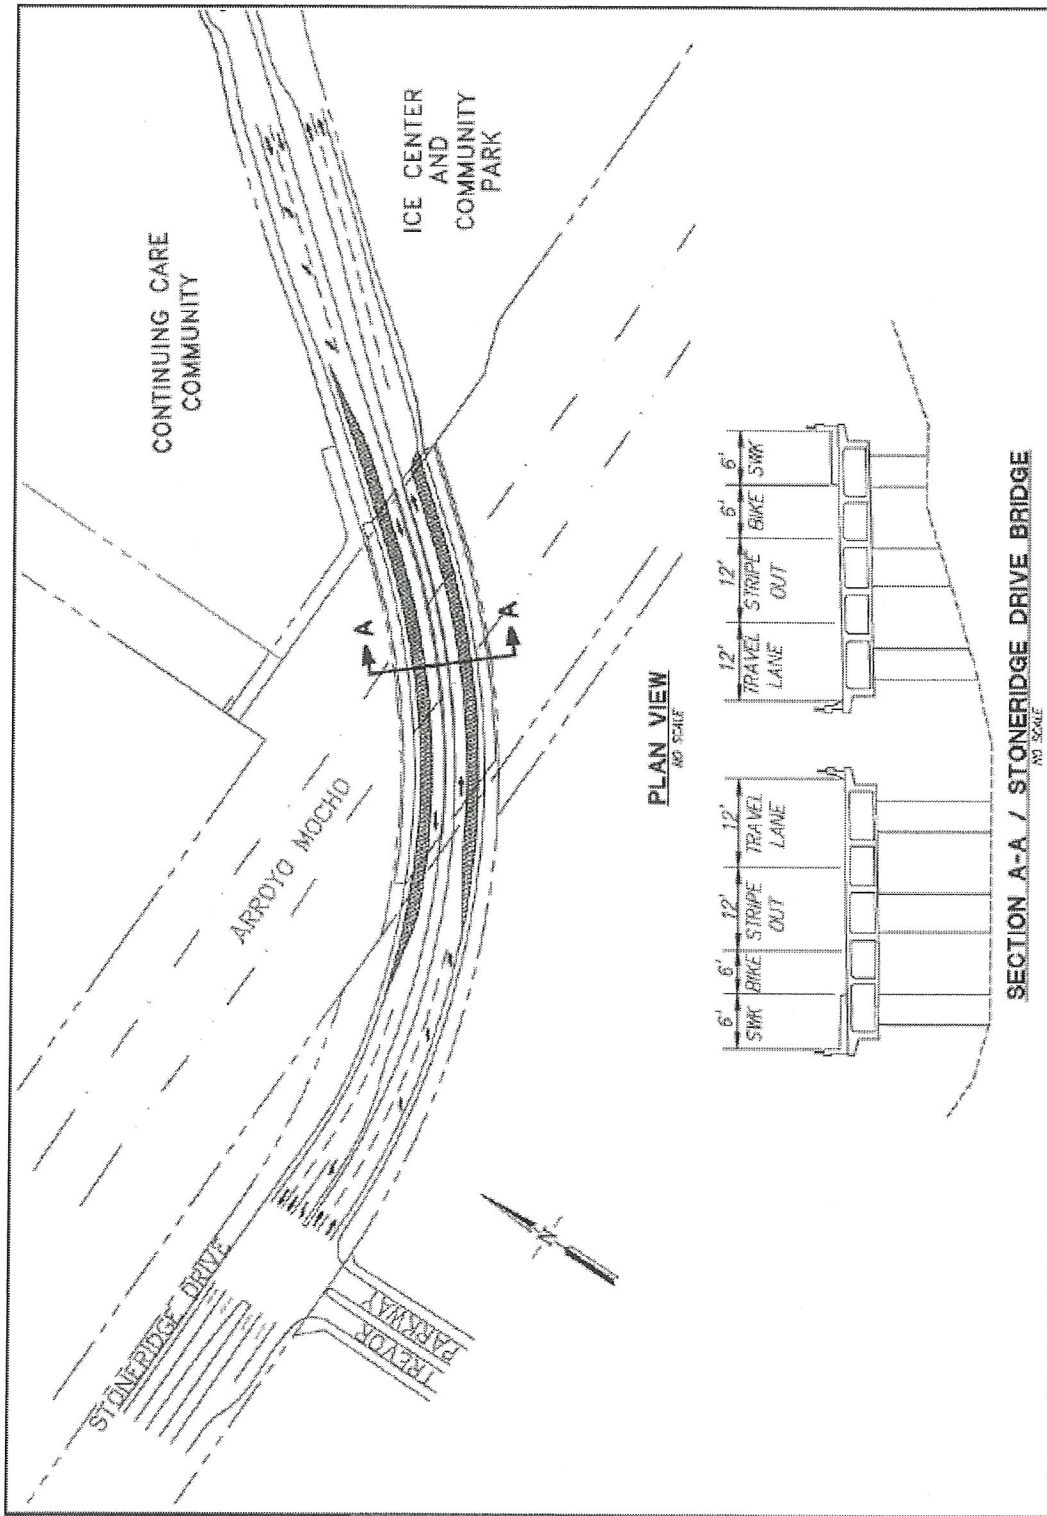 CONTINUING CARE
COMMUNITY
ICE CENTER
AND
COMMUNITY
PARK
ARROYO MOCHO
A
A
STONERIDGE DRIVE
TREVOR
PARKWAY
N
PLAN VIEW
NO SCALE
6'
6'
12'
12'
SWK
BIKE
STRIPE
OUT
TRAVEL
LANE
12'
12'
6'
6'
TRAVEL
LANE
STRIPE
OUT
BIKE
SWK
SECTION A-A / STONERIDGE DRIVE BRIDGE
NO SCALE